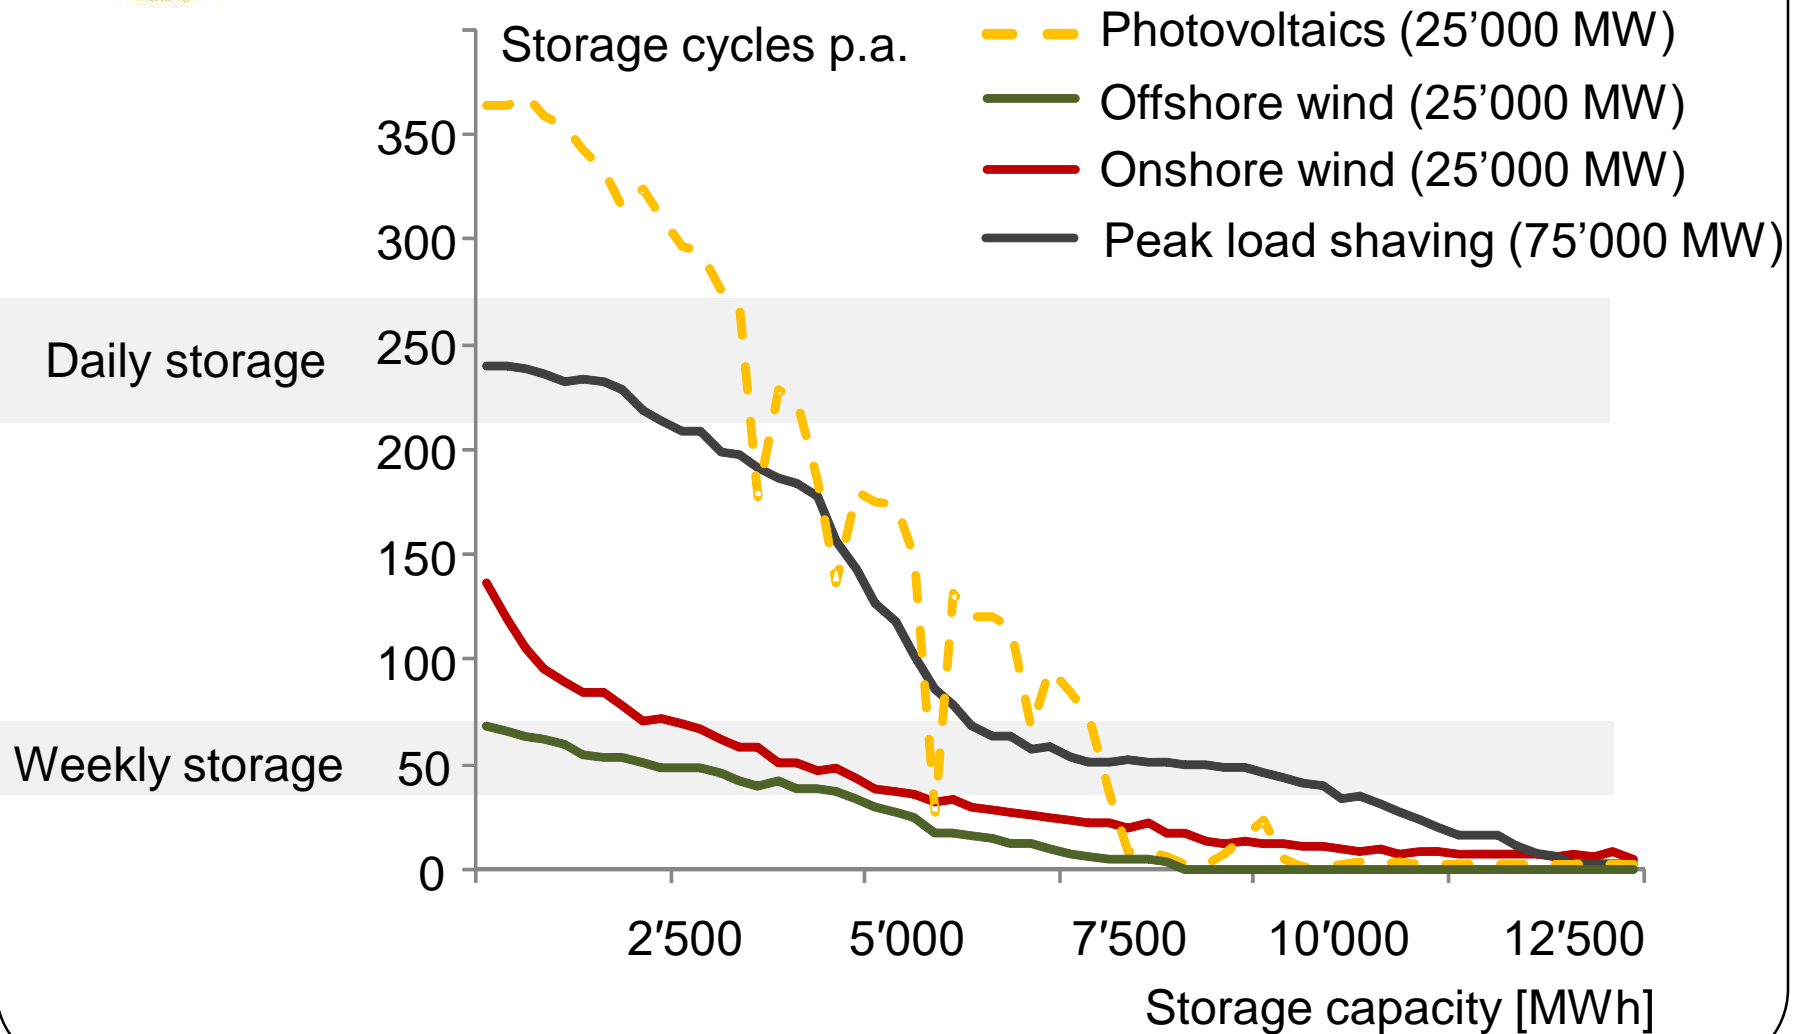 Storage cycles p.a.
Photovoltaics (25’000 MW)
Offshore wind (25’000 MW)
Onshore wind (25’000 MW)
Peak load shaving (75’000 MW)
350
300
Daily storage
250
200
150
100
Weekly storage
50
0
2′500 5′000 7′500 10′000 12′500
Storage capacity [MWh]